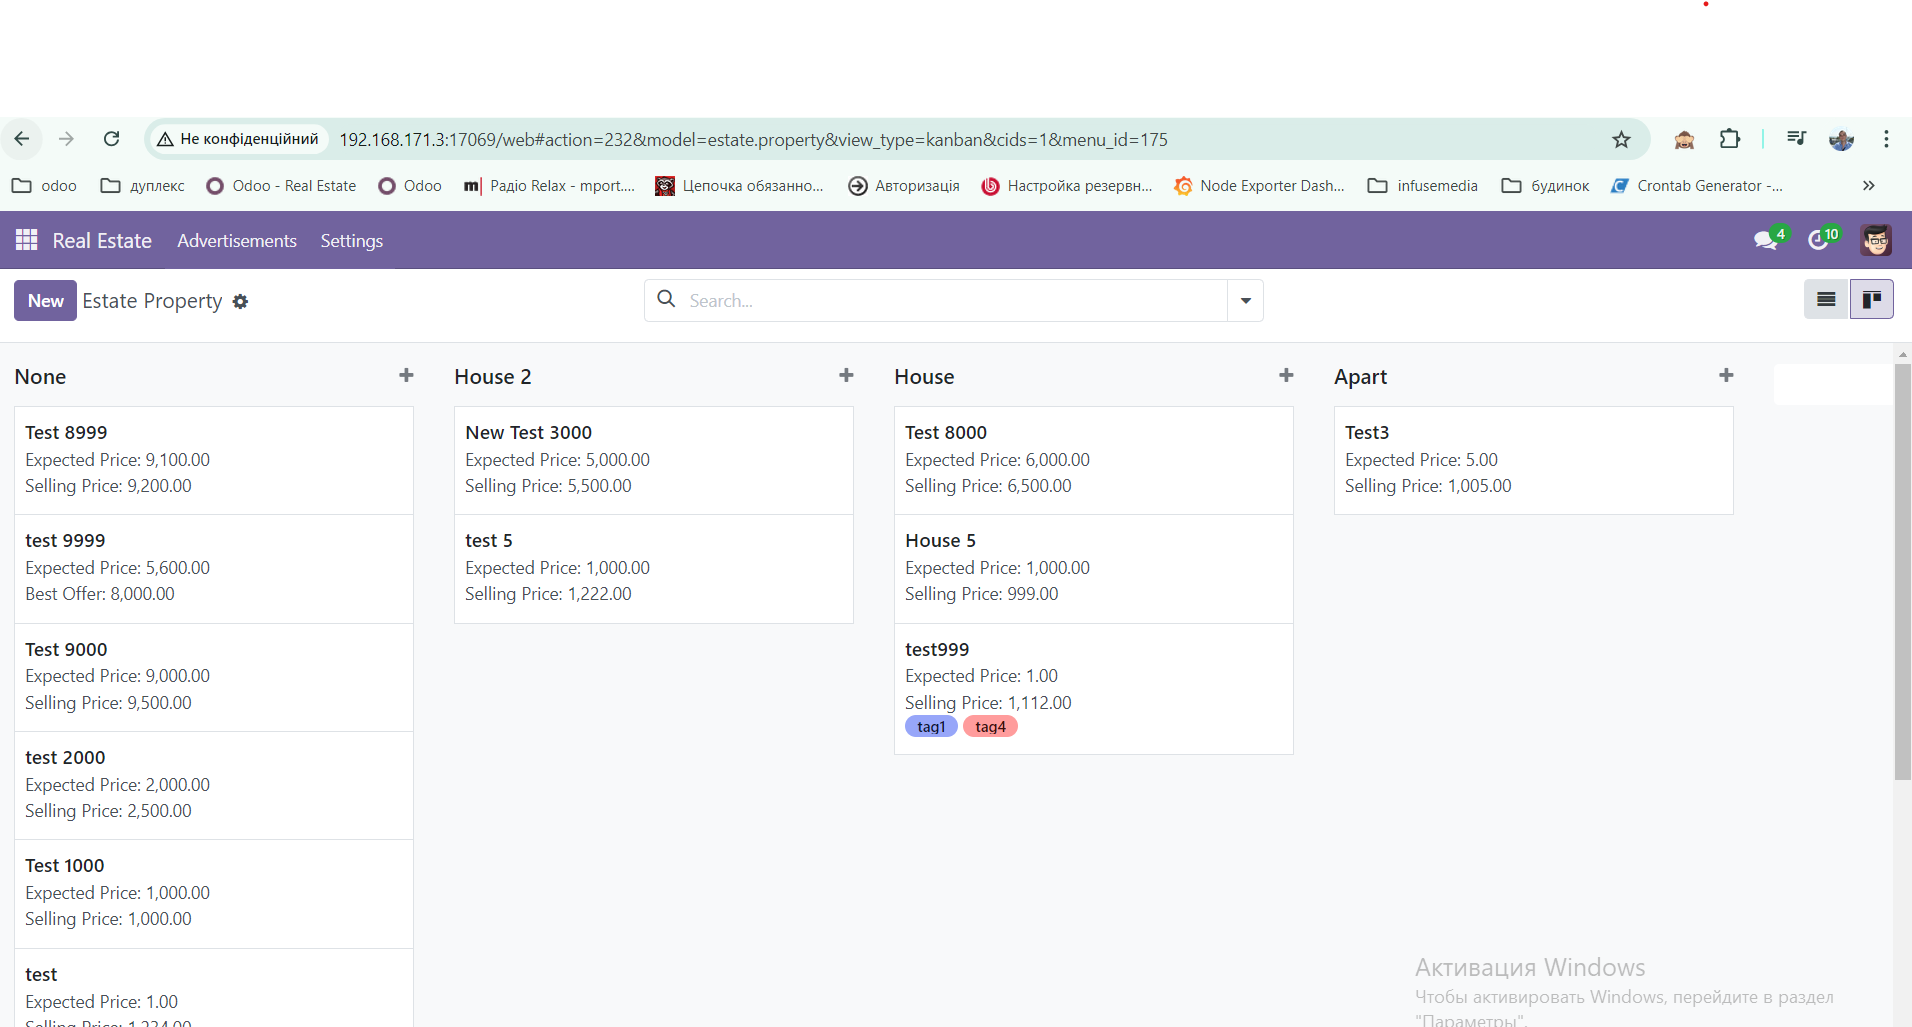 Не конфіденційний 192.168.171.3:17069/web#action=232&model=estate.property&view_type=kanban&cids=1&menu_id=175
odoo дуплекс Odoo - Real Estate Odoo Радіо Relax - mport.... Цепочка обязанно... Авторизація Настройка резервн... Node Exporter Dash... infusemedia будинок Crontab Generator -...
Real Estate Advertisements Settings 4 10
New Estate Property Search...
None
Test 8999
Expected Price: 9,100.00
Selling Price: 9,200.00
test 9999
Expected Price: 5,600.00
Best Offer: 8,000.00
Test 9000
Expected Price: 9,000.00
Selling Price: 9,500.00
test 2000
Expected Price: 2,000.00
Selling Price: 2,500.00
Test 1000
Expected Price: 1,000.00
Selling Price: 1,000.00
test
Expected Price: 1.00
Selling Price: 1,234.00
House 2
New Test 3000
Expected Price: 5,000.00
Selling Price: 5,500.00
test 5
Expected Price: 1,000.00
Selling Price: 1,222.00
House
Test 8000
Expected Price: 6,000.00
Selling Price: 6,500.00
House 5
Expected Price: 1,000.00
Selling Price: 999.00
test999
Expected Price: 1.00
Selling Price: 1,112.00
tag1 tag4
Apart
Test3
Expected Price: 5.00
Selling Price: 1,005.00
Активация Windows
Чтобы активировать Windows, перейдите в раздел
"Параметры".